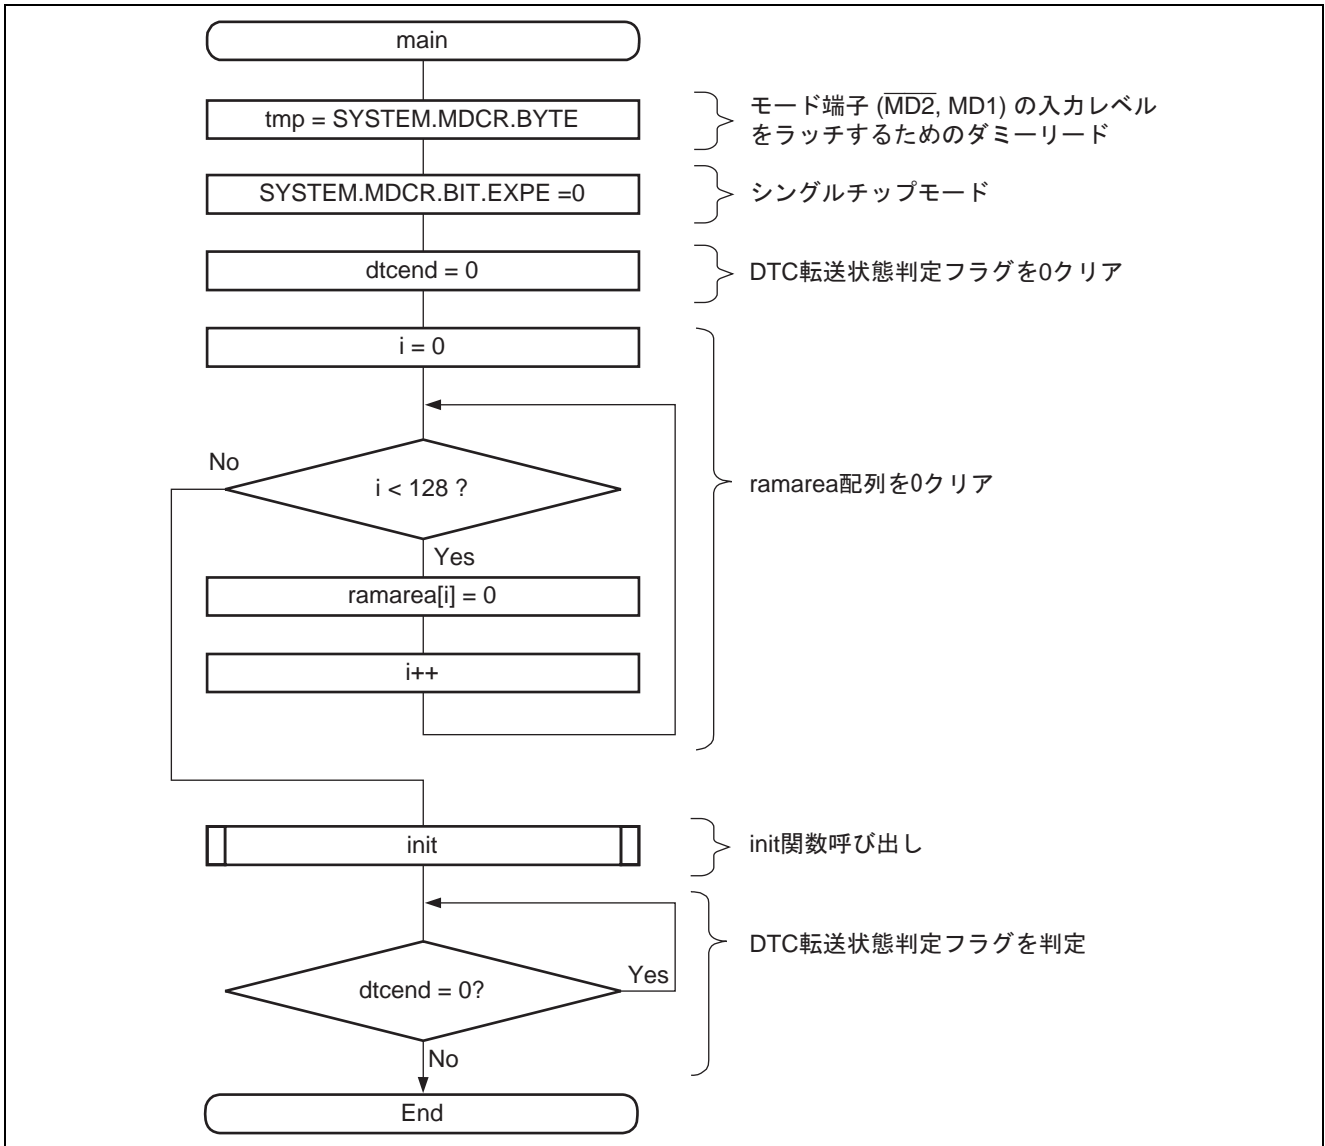 main
tmp = SYSTEM.MDCR.BYTE
モード端子 (MD2, MD1) の入力レベル
をラッチするためのダミーリード
SYSTEM.MDCR.BIT.EXPE =0
シングルチップモード
dtcend = 0
DTC転送状態判定フラグを0クリア
i = 0
No
i < 128 ?
ramarea配列を0クリア
Yes
ramarea[i] = 0
i++
init
init関数呼び出し
DTC転送状態判定フラグを判定
Yes
dtcend = 0?
No
End